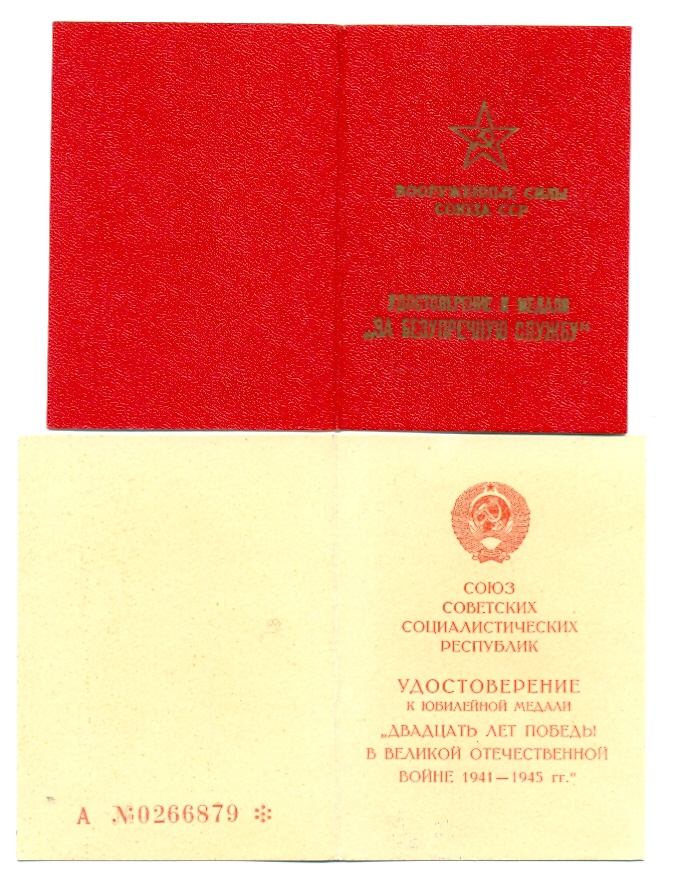 ВООРУЖЕННЫЕ СИЛЫ
СОЮЗА ССР
УДОСТОВЕРЕНИЕ К МЕДАЛИ
„ЗА БЕЗУПРЕЧНУЮ СЛУЖБУ“
СОЮЗ
СОВЕТСКИХ
СОЦИАЛИСТИЧЕСКИХ
РЕСПУБЛИК
УДОСТОВЕРЕНИЕ
К ЮБИЛЕЙНОЙ МЕДАЛИ
„ДВАДЦАТЬ ЛЕТ ПОБЕДЫ
В ВЕЛИКОЙ ОТЕЧЕСТВЕННОЙ
ВОЙНЕ 1941—1945 гг.“
А №0266879 *